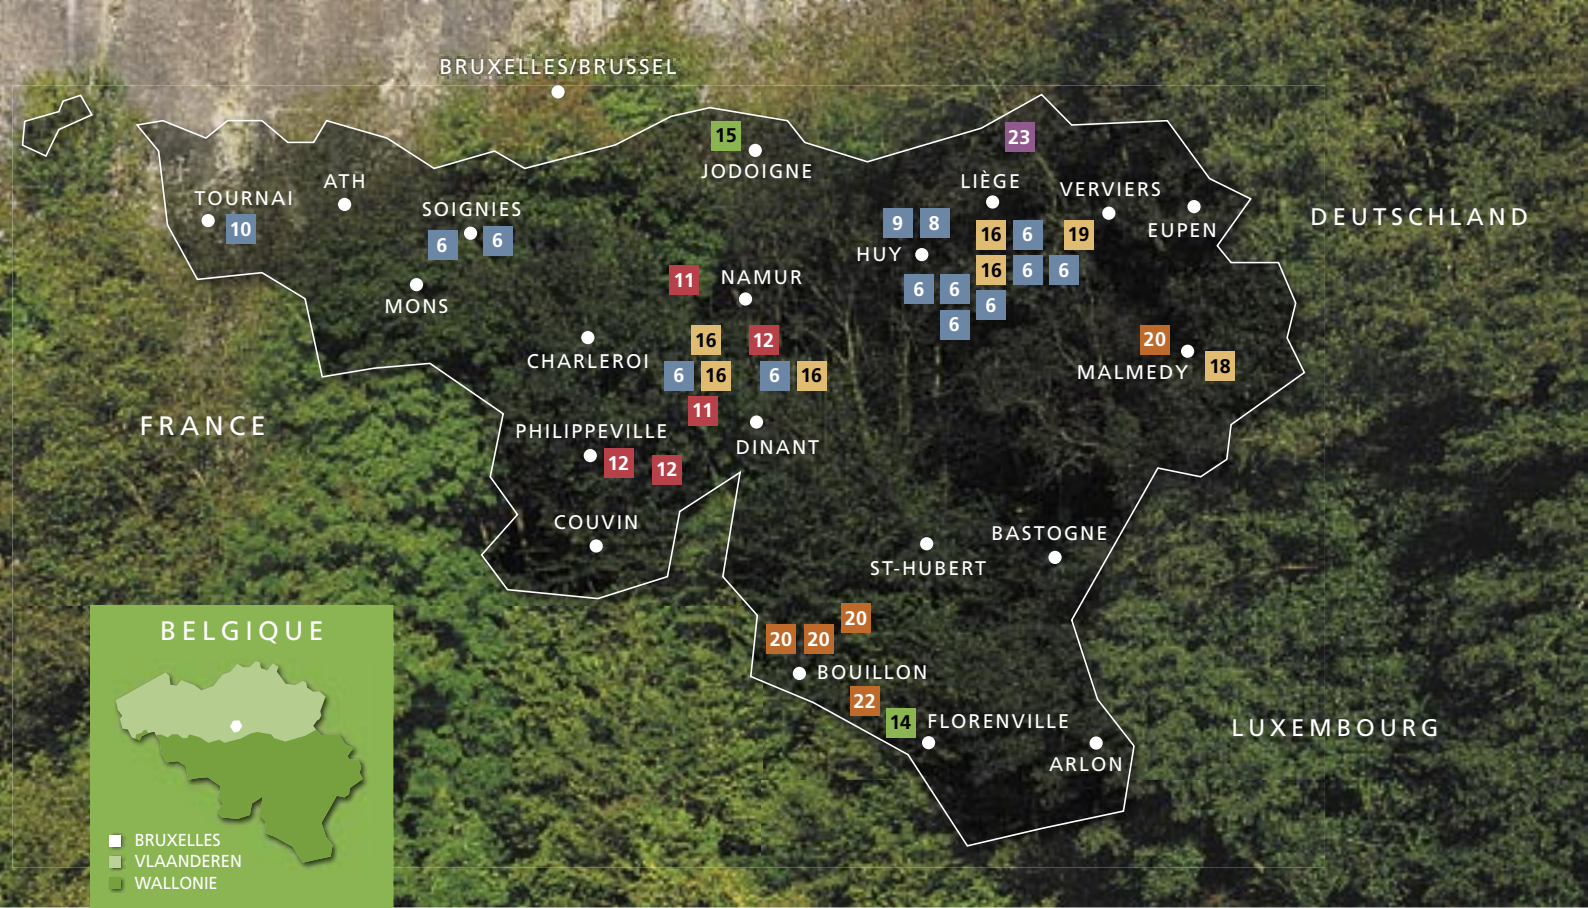 BRUXELLES/BRUSSEL
15
JODOIGNE
23
TOURNAI
10
ATH
SOIGNIES
6
6
MONS
LIÈGE
VERVIERS
EUPEN
DEUTSCHLAND
9
8
HUY
16
6
19
16
6
6
6
6
6
6
11
NAMUR
CHARLEROI
16
12
6
16
6
16
11
20
MALMEDY
18
FRANCE
PHILIPPEVILLE
12
12
DINANT
COUVIN
BASTOGNE
ST-HUBERT
20
20
20
BOUILLON
22
14
FLORENVILLE
ARLON
LUXEMBOURG
BELGIQUE
BRUXELLES
VLAANDEREN
WALLONIE